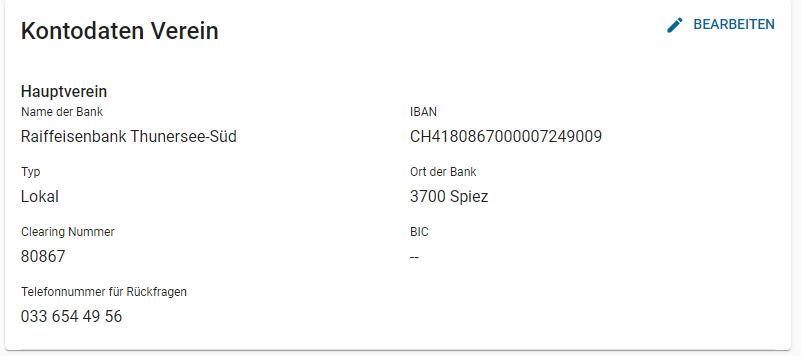 Kontodaten Verein
BEARBEITEN
Hauptverein
Name der Bank
IBAN
Raiffeisenbank Thunersee-Süd
CH4180867000007249009
Typ
Ort der Bank
Lokal
3700 Spiez
Clearing Nummer
BIC
80867
--
Telefonnummer für Rückfragen
033 654 49 56